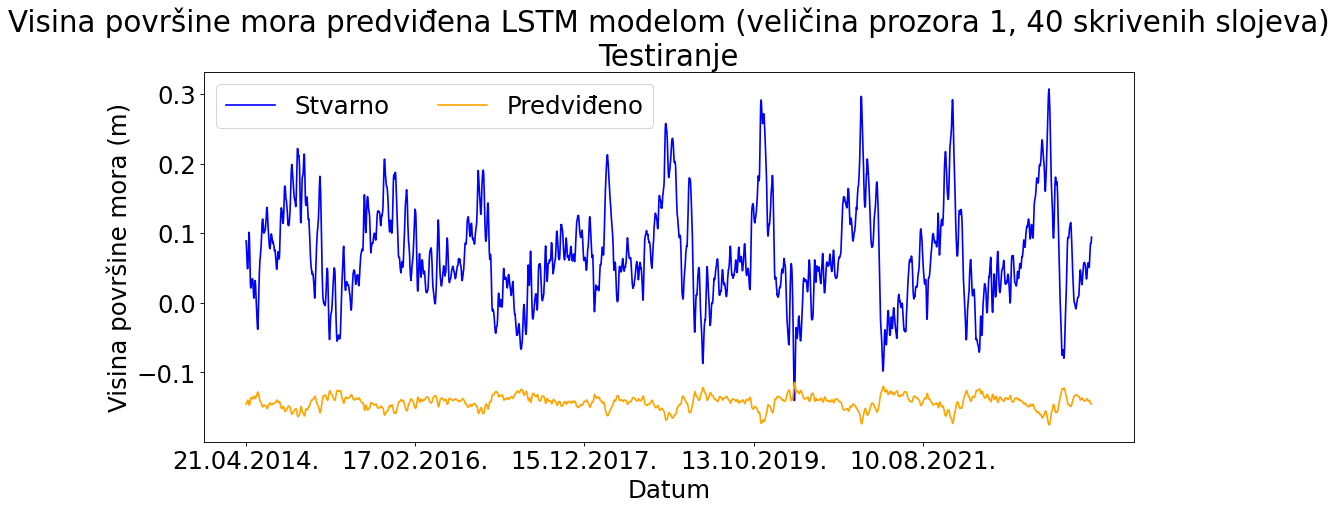 Visina površine mora predviđena LSTM modelom (veličina prozora 1, 40 skrivenih slojeva)
Testiranje
Stvarno
Predviđeno
Visina površine mora (m)
0.3
0.2
0.1
0.0
−0.1
21.04.2014.
17.02.2016.
15.12.2017.
13.10.2019.
10.08.2021.
Datum